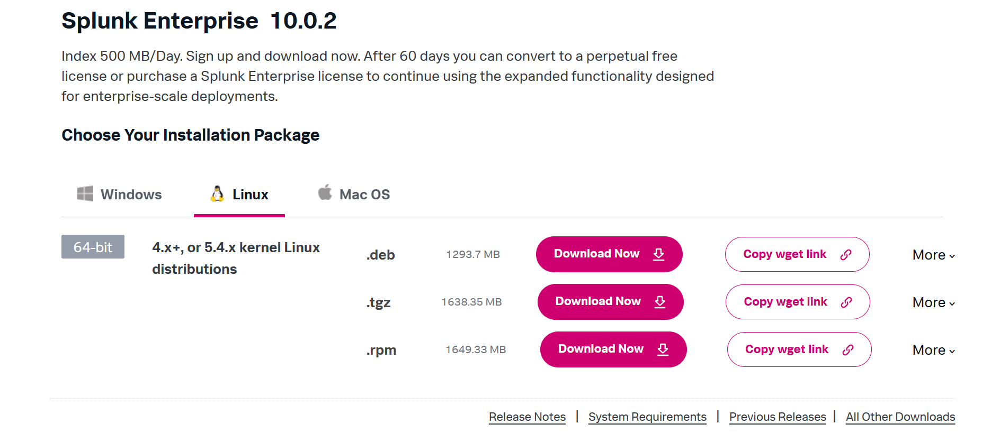 Splunk Enterprise 10.0.2
Index 500 MB/Day. Sign up and download now. After 60 days you can convert to a perpetual free
license or purchase a Splunk Enterprise license to continue using the expanded functionality designed
for enterprise-scale deployments.
Choose Your Installation Package
Windows Linux Mac OS
64-bit 4.x+, or 5.4.x kernel Linux
distributions
.deb 1293.7 MB Download Now Copy wget link More
.tgz 1638.35 MB Download Now Copy wget link More
.rpm 1649.33 MB Download Now Copy wget link More
Release Notes | System Requirements | Previous Releases | All Other Downloads